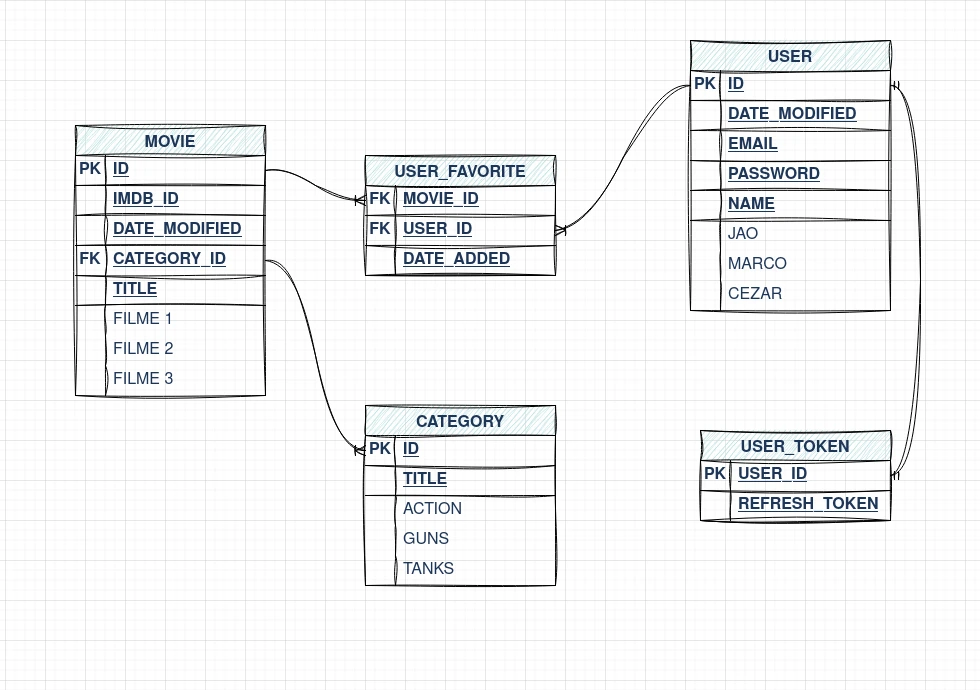 MOVIE
PK ID
IMDB_ID
DATE_MODIFIED
FK CATEGORY_ID
TITLE
FILME 1
FILME 2
FILME 3
USER_FAVORITE
FK MOVIE_ID
FK USER_ID
DATE_ADDED
CATEGORY
PK ID
TITLE
ACTION
GUNS
TANKS
USER
PK ID
DATE_MODIFIED
EMAIL
PASSWORD
NAME
JAO
MARCO
CEZAR
USER_TOKEN
PK USER_ID
REFRESH_TOKEN